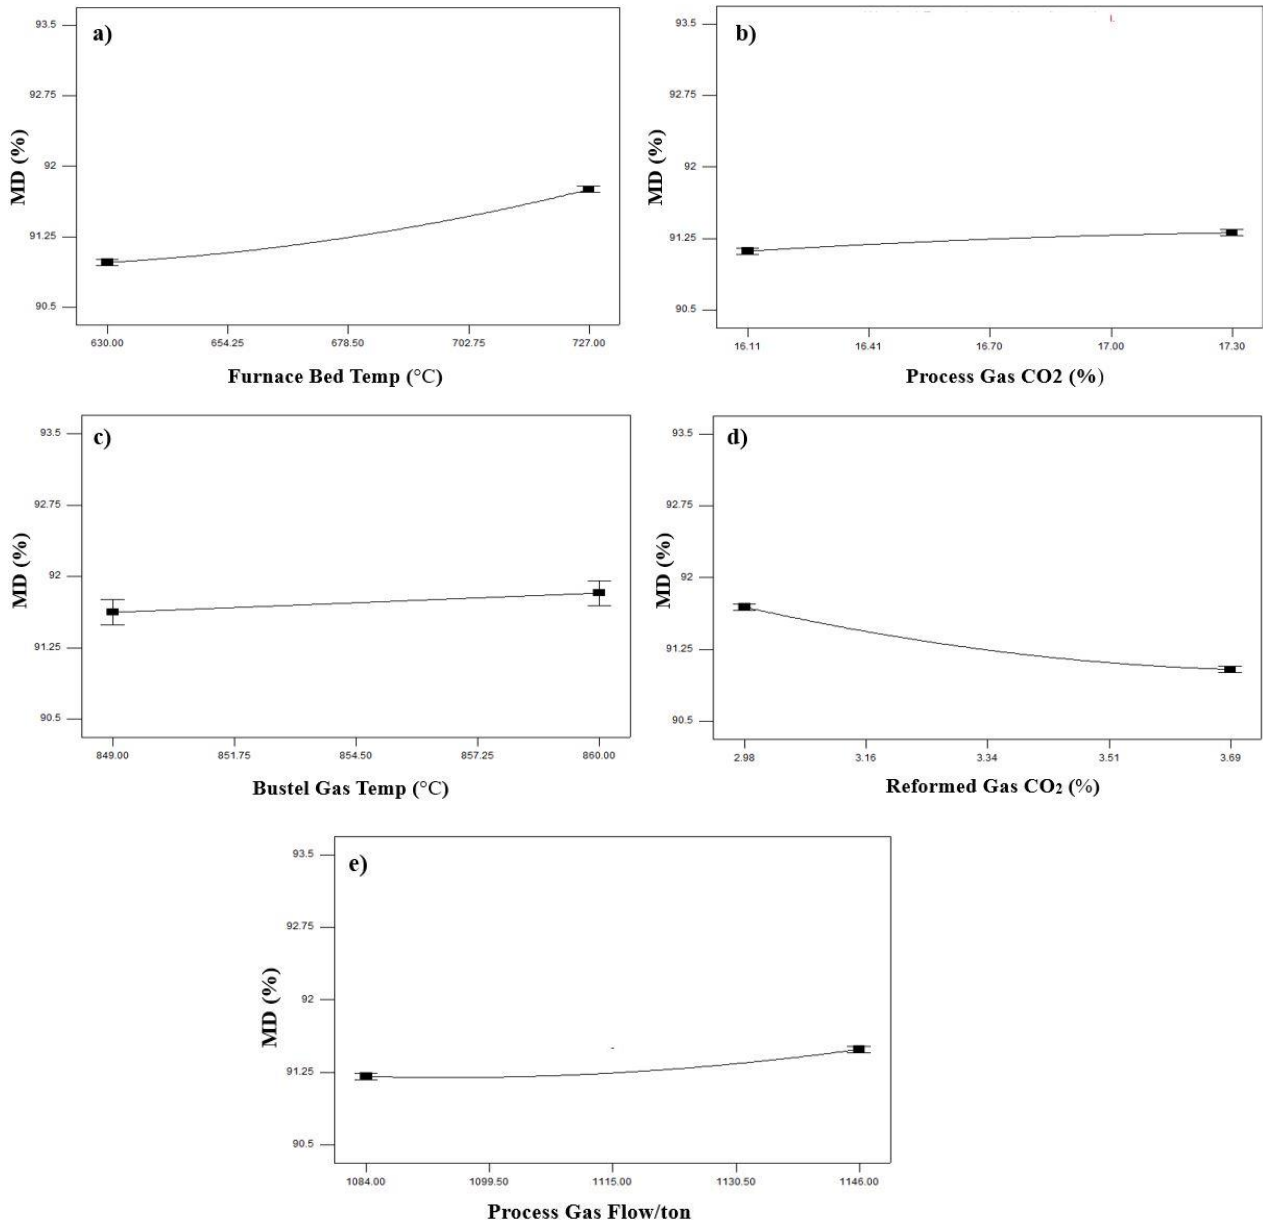 a)
93.5
92.75
92
91.25
90.5
MD (%)
630.00 654.25 678.50 702.75 727.00
Furnace Bed Temp (°C)
b)
93.5
92.75
92
91.25
90.5
MD (%)
16.11 16.41 16.70 17.00 17.30
Process Gas CO2 (%)
c)
93.5
92.75
92
91.25
90.5
MD (%)
849.00 851.75 854.50 857.25 860.00
Bustel Gas Temp (°C)
d)
93.5
92.75
92
91.25
90.5
MD (%)
2.98 3.16 3.34 3.51 3.69
Reformed Gas CO₂ (%)
e)
93.5
92.75
92
91.25
90.5
MD (%)
1084.00 1099.50 1115.00 1130.50 1146.00
Process Gas Flow/ton